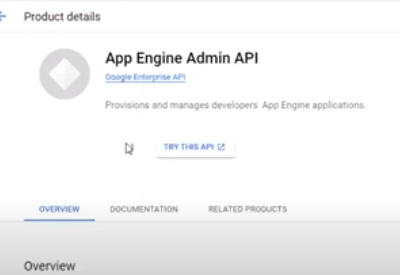 Product details
App Engine Admin API
Google Enterprise API
Provisions and manages developers' App Engine applications.
TRY THIS API
OVERVIEW
DOCUMENTATION
RELATED PRODUCTS
Overview